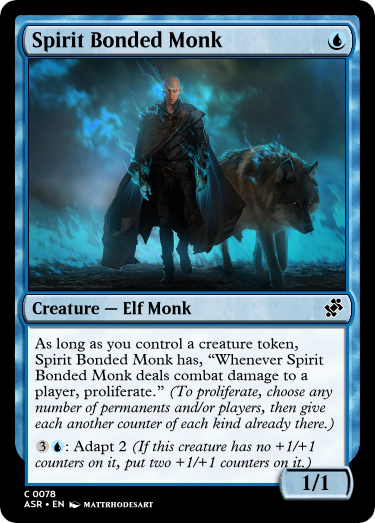 Spirit Bonded Monk
Creature — Elf Monk
As long as you control a creature token,
Spirit Bonded Monk has, “Whenever Spirit
Bonded Monk deals combat damage to a
player, proliferate.” (To proliferate, choose any
number of permanents and/or players, then give
each another counter of each kind already there.)
3 : Adapt 2 (If this creature has no +1/+1
counters on it, put two +1/+1 counters on it.)
1/1
C 0078
ASR • EN MATTRHODESART